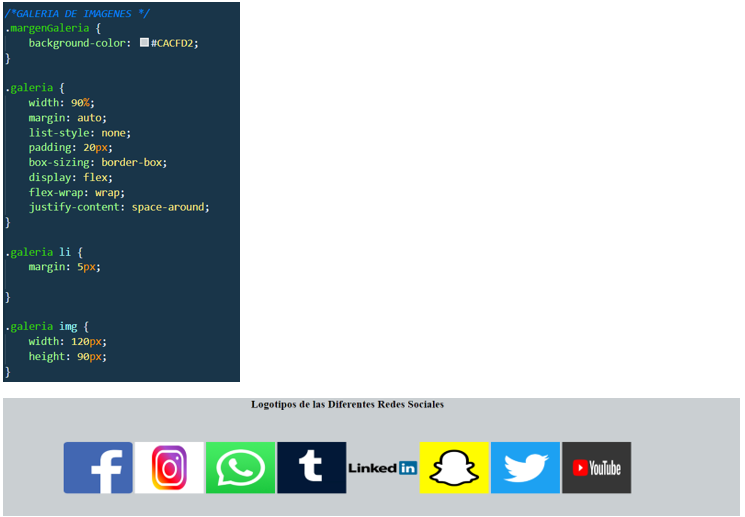 /*GALERIA DE IMAGENES */
.margenGaleria {
background-color: #CACFD2;
}
.galeria {
width: 90%;
margin: auto;
list-style: none;
padding: 20px;
box-sizing: border-box;
display: flex;
flex-wrap: wrap;
justify-content: space-around;
}
.galeria li {
margin: 5px;
}
.galeria img {
width: 120px;
height: 90px;
}
Logotipos de las Diferentes Redes Sociales
f t Linked in YouTube